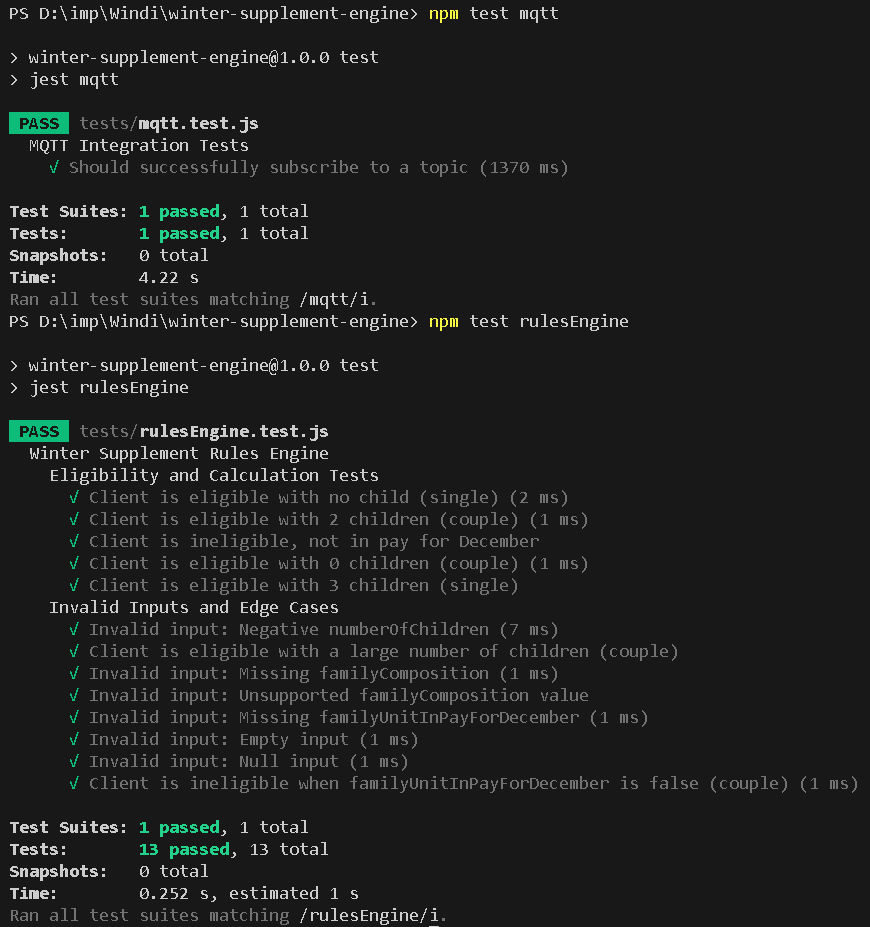 PS D:\imp\Windi\winter-supplement-engine> npm test mqtt
> winter-supplement-engine@1.0.0 test
> jest mqtt
PASS tests/mqtt.test.js
MQTT Integration Tests
√ Should successfully subscribe to a topic (1370 ms)
Test Suites: 1 passed, 1 total
Tests: 1 passed, 1 total
Snapshots: 0 total
Time: 4.22 s
Ran all test suites matching /mqtt/i.
PS D:\imp\Windi\winter-supplement-engine> npm test rulesEngine
> winter-supplement-engine@1.0.0 test
> jest rulesEngine
PASS tests/rulesEngine.test.js
Winter Supplement Rules Engine
Eligibility and Calculation Tests
√ Client is eligible with no child (single) (2 ms)
√ Client is eligible with 2 children (couple) (1 ms)
√ Client is ineligible, not in pay for December
√ Client is eligible with 0 children (couple) (1 ms)
√ Client is eligible with 3 children (single)
Invalid Inputs and Edge Cases
√ Invalid input: Negative numberOfChildren (7 ms)
√ Client is eligible with a large number of children (couple)
√ Invalid input: Missing familyComposition (1 ms)
√ Invalid input: Unsupported familyComposition value
√ Invalid input: Missing familyUnitInPayForDecember (1 ms)
√ Invalid input: Empty input (1 ms)
√ Invalid input: Null input (1 ms)
√ Client is ineligible when familyUnitInPayForDecember is false (couple) (1 ms)
Test Suites: 1 passed, 1 total
Tests: 13 passed, 13 total
Snapshots: 0 total
Time: 0.252 s, estimated 1 s
Ran all test suites matching /rulesEngine/i.